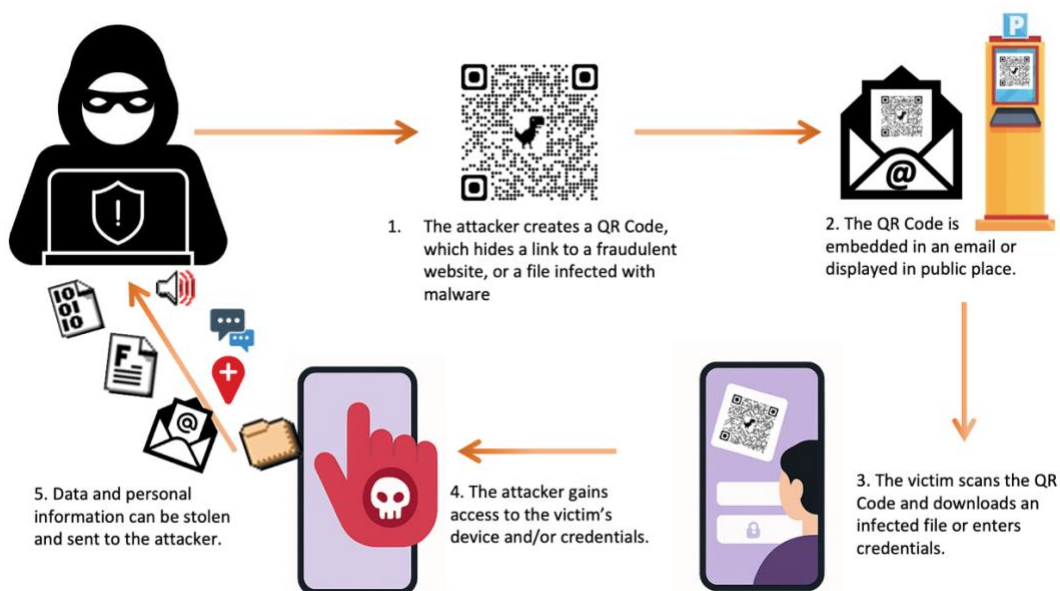 P
@
1. The attacker creates a QR Code,
which hides a link to a fraudulent
website, or a file infected with
malware
2. The QR Code is
embedded in an email or
displayed in public place.
!
10
01
10
F
@
5. Data and personal
information can be stolen
and sent to the attacker.
4. The attacker gains
access to the victim's
device and/or credentials.
3. The victim scans the QR
Code and downloads an
infected file or enters
credentials.